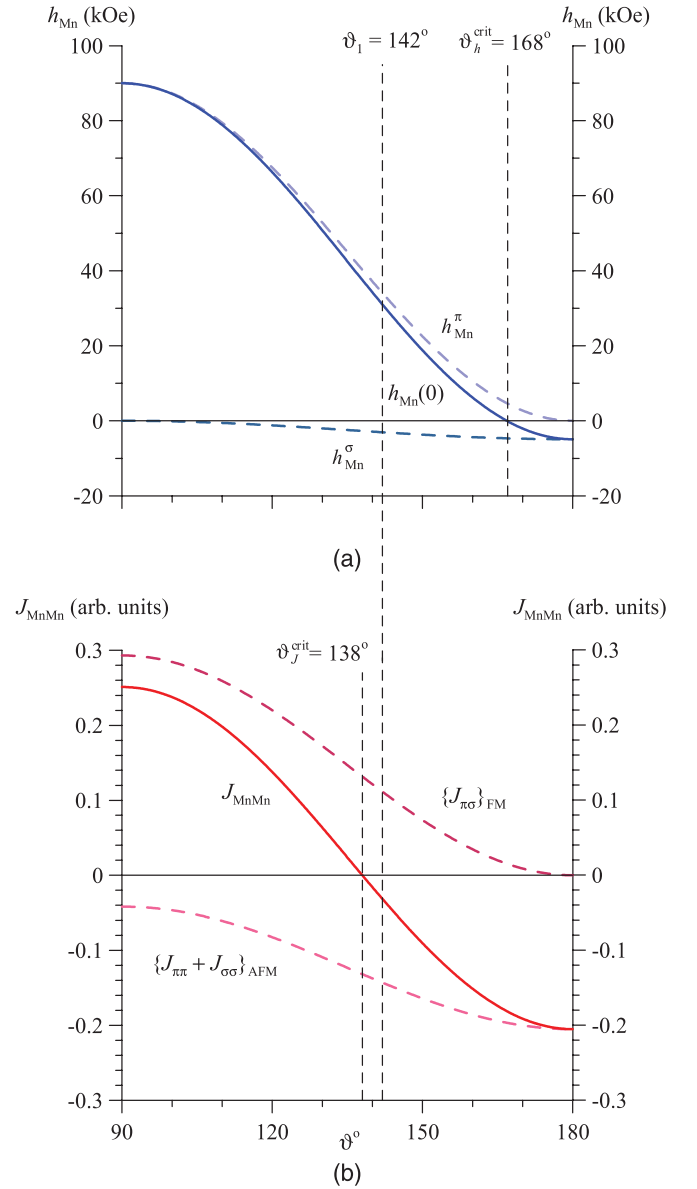 h_Mn (kOe) h_Mn (kOe)
ϑ₁ = 142° ϑ_h^crit = 168°
100 100
80 80
60 60
40 40
h_Mn^π
20 20
h_Mn(0)
0 0
h_Mn^σ
-20 -20
(a)
J_MnMn (arb. units) J_MnMn (arb. units)
ϑ_J^crit = 138°
0.3 0.3
0.2 0.2
J_MnMn
{J_πσ}_FM
0.1 0.1
0 0
-0.1 -0.1
{J_ππ + J_σσ}_AFM
-0.2 -0.2
-0.3 -0.3
90 120 ϑ° 150 180
(b)